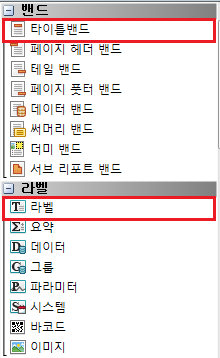 밴드
타이틀밴드
페이지 헤더 밴드
테일 밴드
페이지 풋터 밴드
데이터 밴드
써머리 밴드
더미 밴드
서브 리포트 밴드
라벨
라벨
요약
데이터
그룹
파라미터
시스템
바코드
이미지